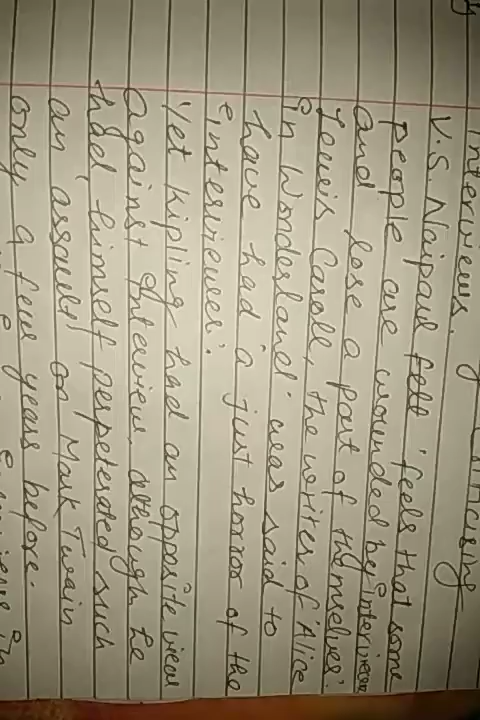 Interviews.
V.S. Naipaul felt 'feels that some
people are wounded by interviews
and lose a part of themselves'.
Lewis Caroll, the writer of 'Alice
in Wonderland' was said to
have had 'a just horror of the
interviewer'.
Yet Kipling had an opposite view
against Interview, although he
had himself perpeterated such
an 'assault' on Mark Twain
only a few years before.